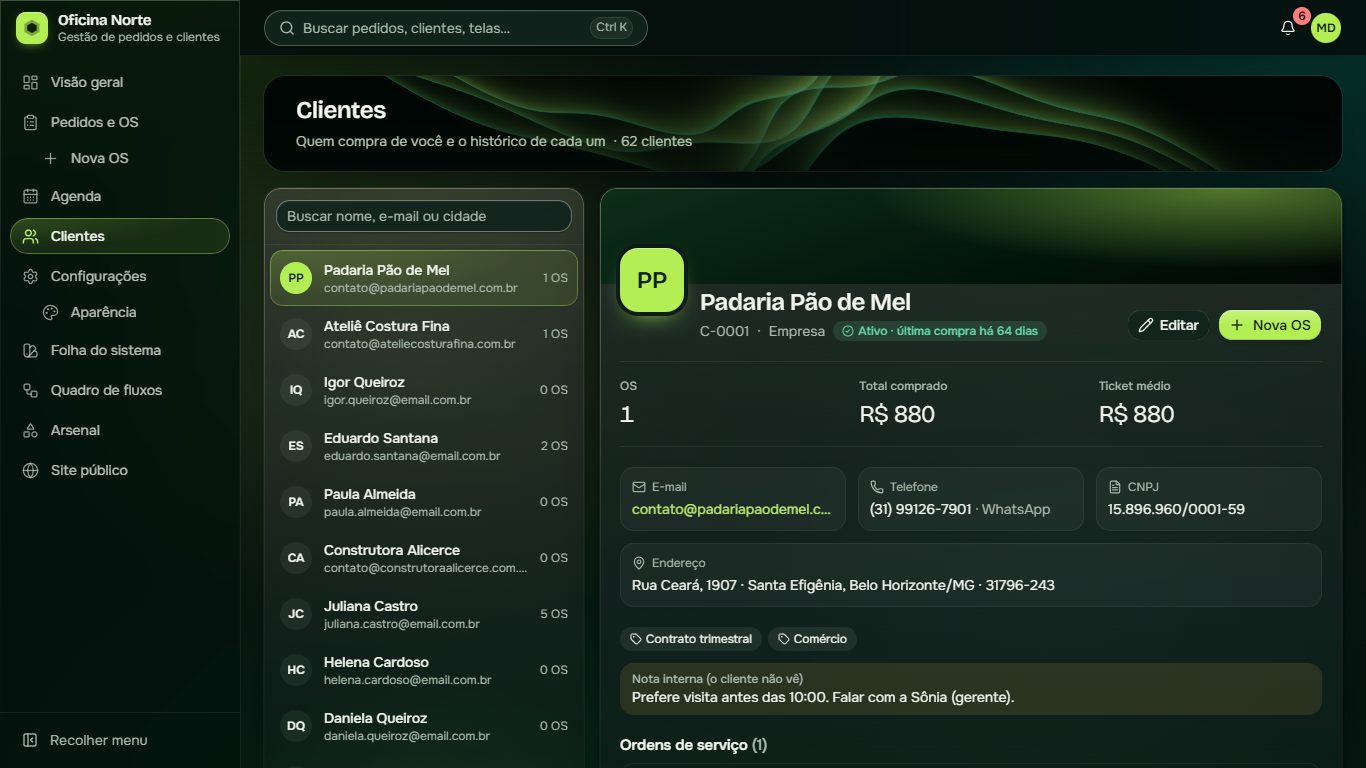 Oficina Norte
Gestão de pedidos e clientes
Buscar pedidos, clientes, telas...
Ctrl K
6
MD
Visão geral
Pedidos e OS
Nova OS
Agenda
Clientes
Configurações
Aparência
Folha do sistema
Quadro de fluxos
Arsenal
Site público
Recolher menu
Clientes
Quem compra de você e o histórico de cada um · 62 clientes
Buscar nome, e-mail ou cidade
PP
Padaria Pão de Mel
contato@padariapaodemel.com.br
1 OS
AC
Ateliê Costura Fina
contato@ateliecosturafina.com.br
1 OS
IQ
Igor Queiroz
igor.queiroz@email.com.br
0 OS
ES
Eduardo Santana
eduardo.santana@email.com.br
2 OS
PA
Paula Almeida
paula.almeida@email.com.br
0 OS
CA
Construtora Alicerce
contato@construtoraalicerce.com....
0 OS
JC
Juliana Castro
juliana.castro@email.com.br
5 OS
HC
Helena Cardoso
helena.cardoso@email.com.br
0 OS
DQ
Daniela Queiroz
daniela.queiroz@email.com.br
0 OS
PP
Padaria Pão de Mel
C-0001 · Empresa
Ativo · última compra há 64 dias
Editar
Nova OS
OS
1
Total comprado
R$ 880
Ticket médio
R$ 880
E-mail
contato@padariapaodemel.c...
Telefone
(31) 99126-7901 · WhatsApp
CNPJ
15.896.960/0001-59
Endereço
Rua Ceará, 1907 · Santa Efigênia, Belo Horizonte/MG · 31796-243
Contrato trimestral
Comércio
Nota interna (o cliente não vê)
Prefere visita antes das 10:00. Falar com a Sônia (gerente).
Ordens de serviço (1)